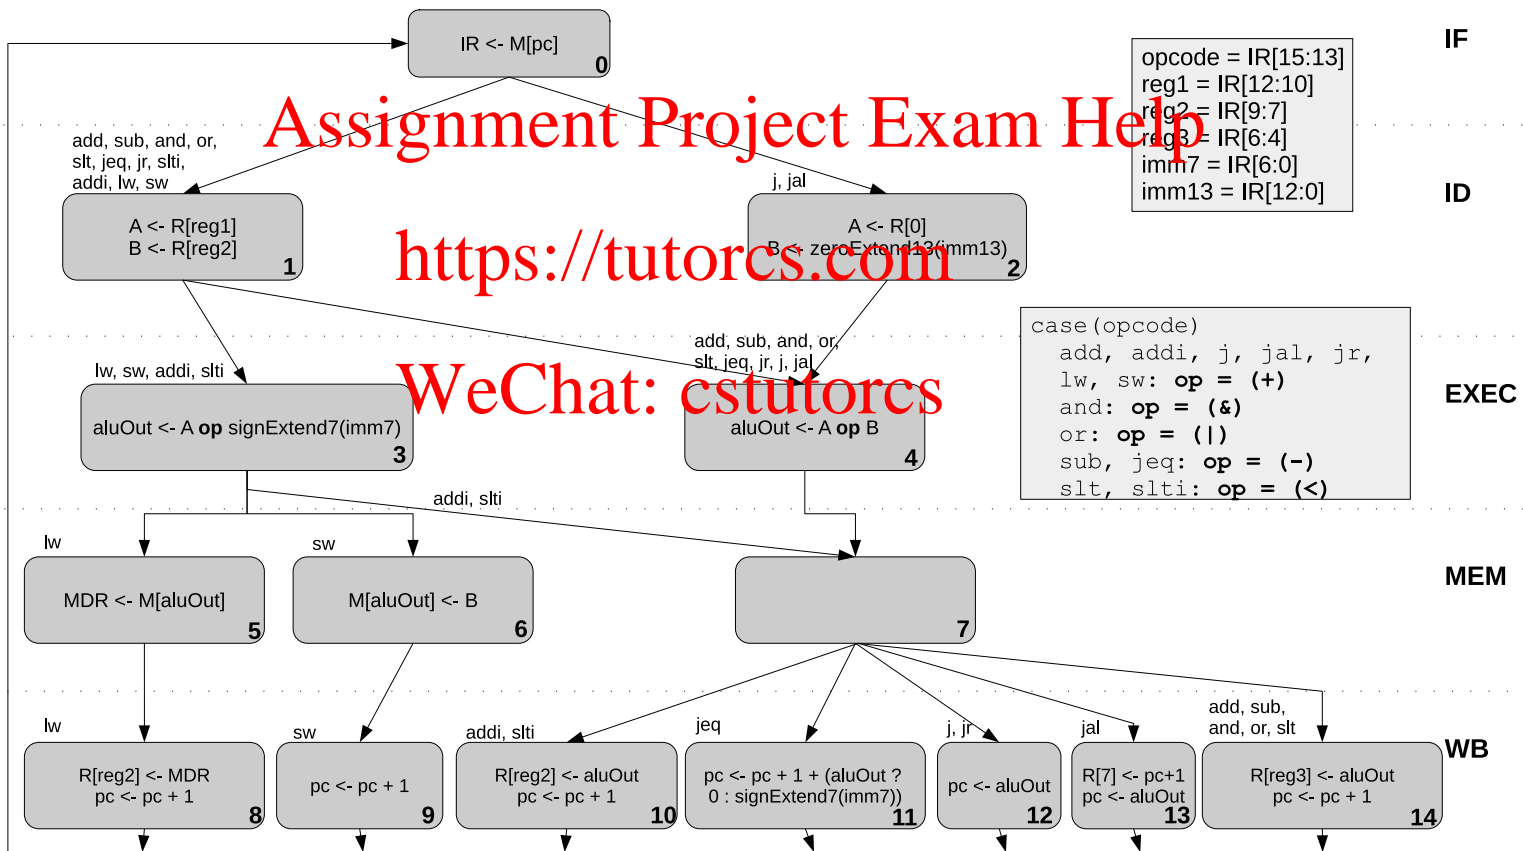 IR <- M[pc]
0
IF
opcode = IR[15:13]
reg1 = IR[12:10]
reg2 = IR[9:7]
reg3 = IR[6:4]
imm7 = IR[6:0]
imm13 = IR[12:0]
Assignment Project Exam Help
add, sub, and, or,
slt, jeq, jr, slti,
addi, lw, sw
j, jal
ID
A <- R[reg1]
B <- R[reg2]
1
A <- R[0]
B <- zeroExtend13(imm13)
2
https://tutorcs.com
lw, sw, addi, slti
add, sub, and, or,
slt, jeq, jr, j, jal
case(opcode)
add, addi, j, jal, jr,
lw, sw: op = (+)
and: op = (&)
or: op = (|)
sub, jeq: op = (-)
slt, slti: op = (<)
EXEC
WeChat: cstutorcs
aluOut <- A op signExtend7(imm7)
3
aluOut <- A op B
4
addi, slti
lw
sw
MEM
MDR <- M[aluOut]
5
M[aluOut] <- B
6
7
lw
sw
addi, slti
jeq
j, jr
jal
add, sub,
and, or, slt
WB
R[reg2] <- MDR
pc <- pc + 1
8
pc <- pc + 1
9
R[reg2] <- aluOut
pc <- pc + 1
10
pc <- pc + 1 + (aluOut ?
0 : signExtend7(imm7))
11
pc <- aluOut
12
R[7] <- pc+1
pc <- aluOut
13
R[reg3] <- aluOut
pc <- pc + 1
14